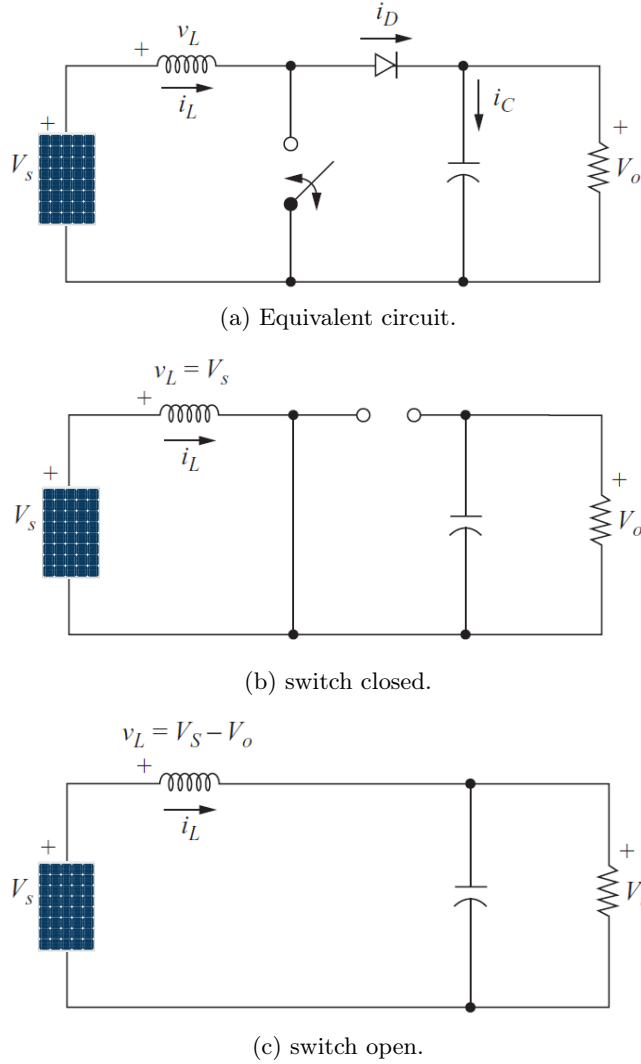 v_L
i_D
+
i_L
i_C
+
V_s
+
V_o
(a) Equivalent circuit.
v_L = V_s
+
i_L
+
V_s
+
V_o
(b) switch closed.
v_L = V_S − V_o
+
i_L
+
V_s
+
V
(c) switch open.